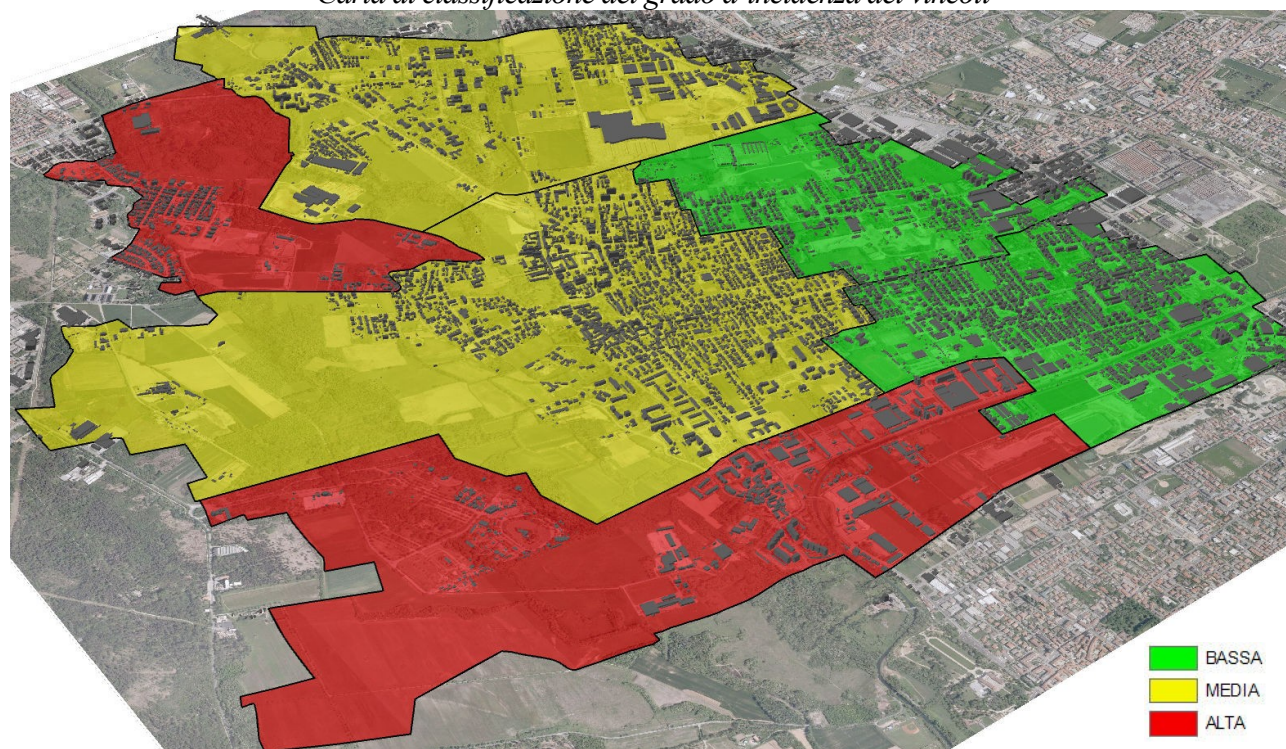 Carta di classificazione del grado d'incidenza dei vincoli
BASSA
MEDIA
ALTA